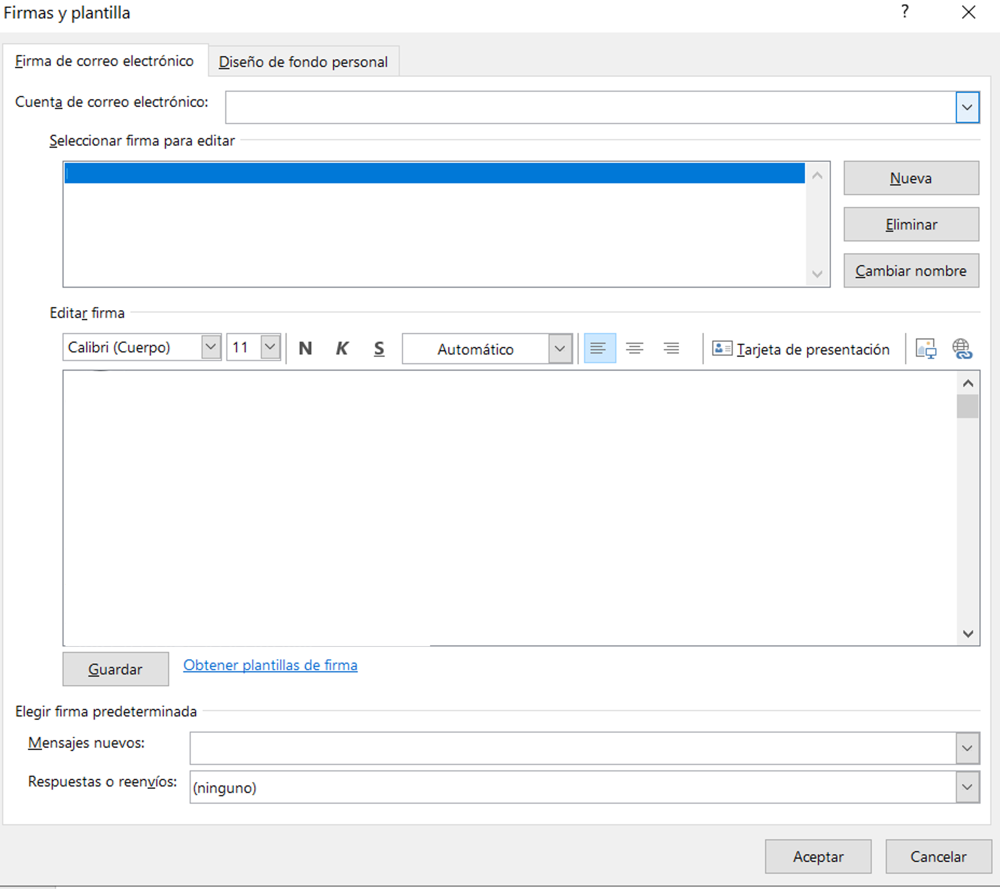 Firmas y plantilla ?
Firma de correo electrónico Diseño de fondo personal
Cuenta de correo electrónico:
Seleccionar firma para editar
Nueva
Eliminar
Cambiar nombre
Editar firma
Calibri (Cuerpo) 11 N K S Automático Tarjeta de presentación
Guardar Obtener plantillas de firma
Elegir firma predeterminada
Mensajes nuevos:
Respuestas o reenvíos: (ninguno)
Aceptar Cancelar